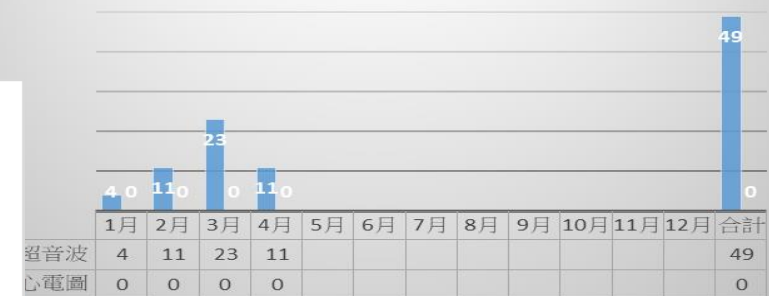 49
23
4 0 11 0 0 11 0 0
1月 2月 3月 4月 5月 6月 7月 8月 9月 10月 11月 12月 合計
超音波 4 11 23 11 49
心電圖 0 0 0 0 0